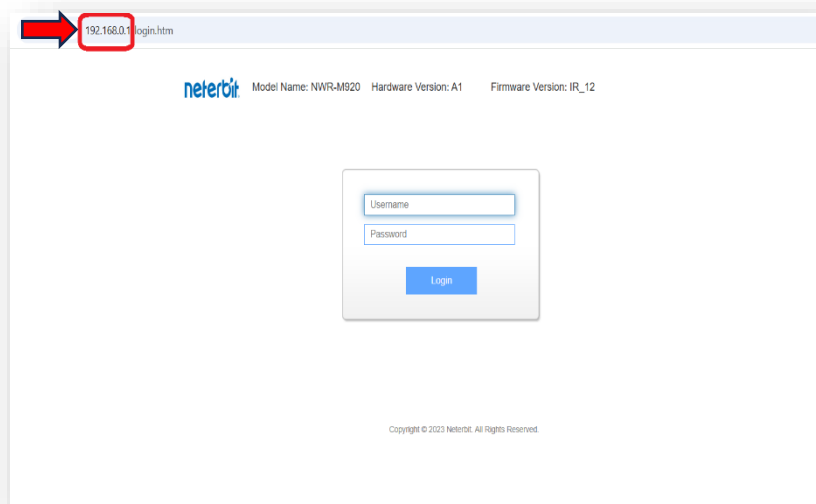 192.168.0.1/login.htm
neterbit. Model Name: NWR-M920 Hardware Version: A1 Firmware Version: IR_12
Username
Password
Login
Copyright © 2023 Neterbit. All Rights Reserved.